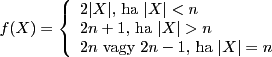 f(X) = { 2|X|, ha |X| < n
2n + 1, ha |X| > n
2n vagy 2n − 1, ha |X| = n